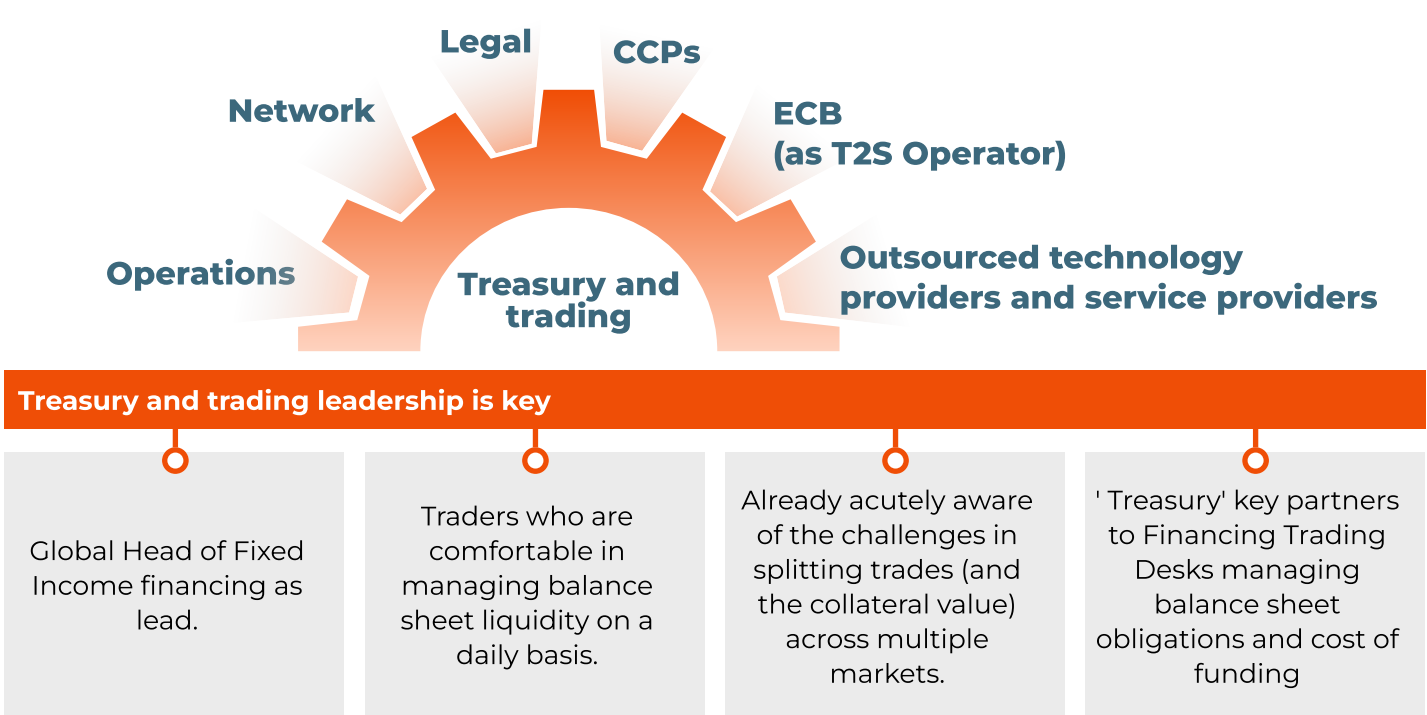 Legal
CCPs
Network
ECB
(as T2S Operator)
Operations
Outsourced technology
providers and service providers
Treasury and
trading
Treasury and trading leadership is key
Global Head of Fixed
Income financing as
lead.
Traders who are
comfortable in
managing balance
sheet liquidity on a
daily basis.
Already acutely aware
of the challenges in
splitting trades (and
the collateral value)
across multiple
markets.
' Treasury' key partners
to Financing Trading
Desks managing
balance sheet
obligations and cost of
funding